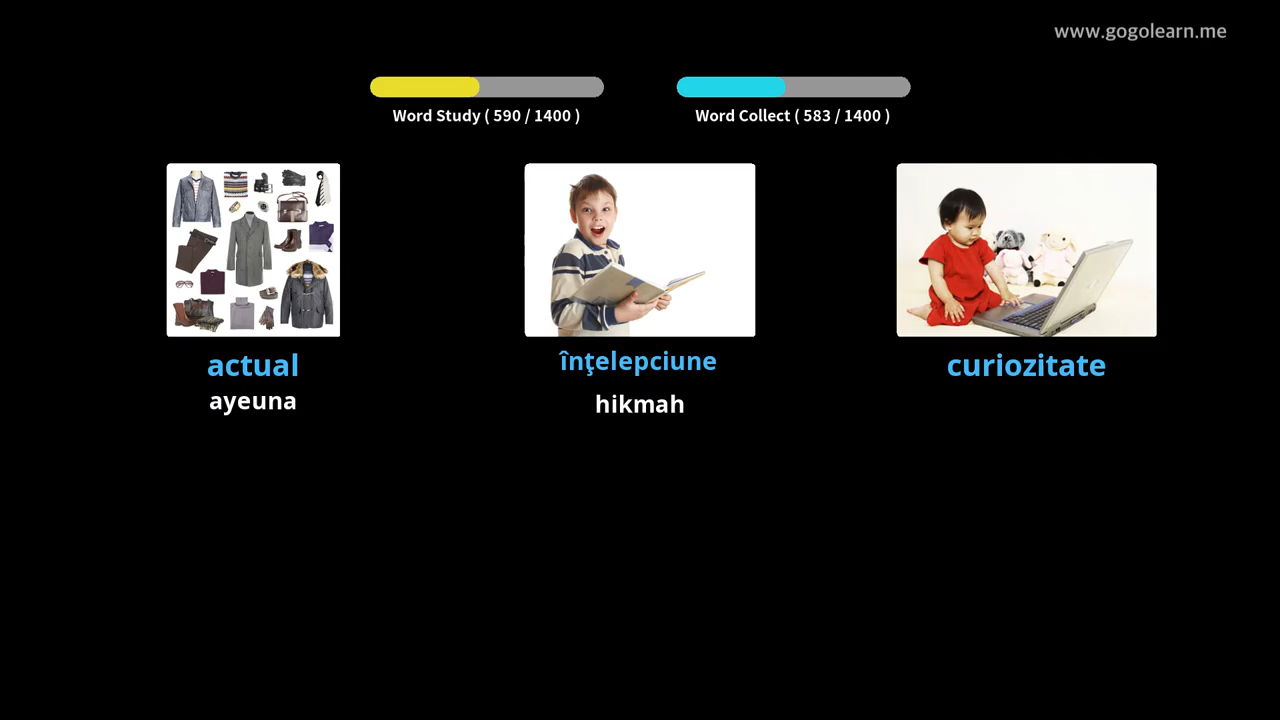 www.gogolearn.me
Word Study ( 590 / 1400 )
Word Collect ( 583 / 1400 )
actual
ayeuna
înţelepciune
hikmah
curiozitate